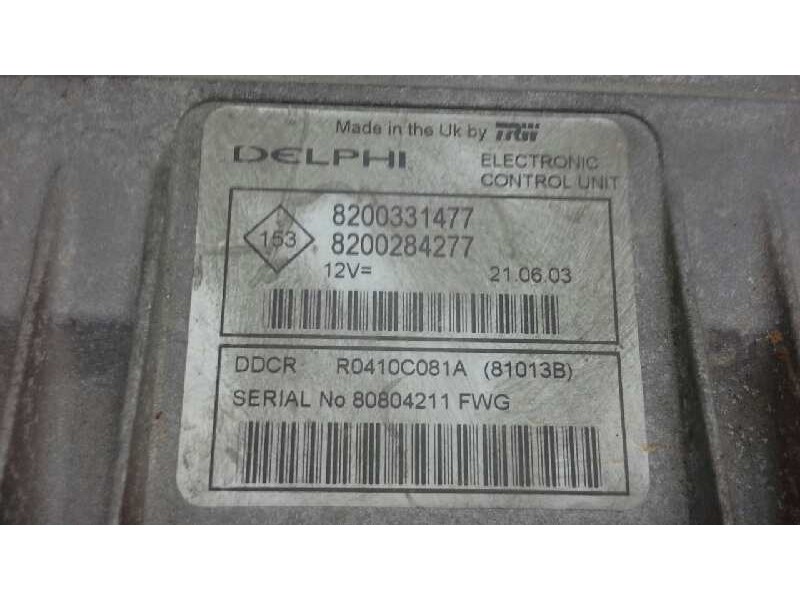 Made in the Uk by TRW
DELPHI
ELECTRONIC
CONTROL UNIT
153
8200331477
8200284277
12V= 21.06.03
DDCR R0410C081A (81013B)
SERIAL No 80804211 FWG